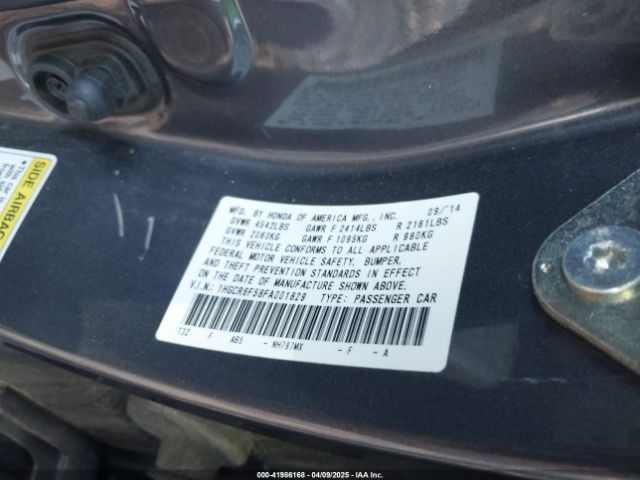 MFD. BY HONDA OF AMERICA MFG., INC. 09/14
GVWR 4542LBS GAWR F 2414LBS R 2161LBS
GVWR 2060KG GAWR F 1095KG R 980KG
THIS VEHICLE CONFORMS TO ALL APPLICABLE
FEDERAL MOTOR VEHICLE SAFETY, BUMPER,
AND THEFT PREVENTION STANDARDS IN EFFECT
ON THE DATE OF MANUFACTURE SHOWN ABOVE.
V.I.N.: 1HGCR6F58FA001829 TYPE: PASSENGER CAR
F AB5 - NH797MX - F - A
SIDE AIRBAG
000-41986168 04/09/2025 IAA Inc.